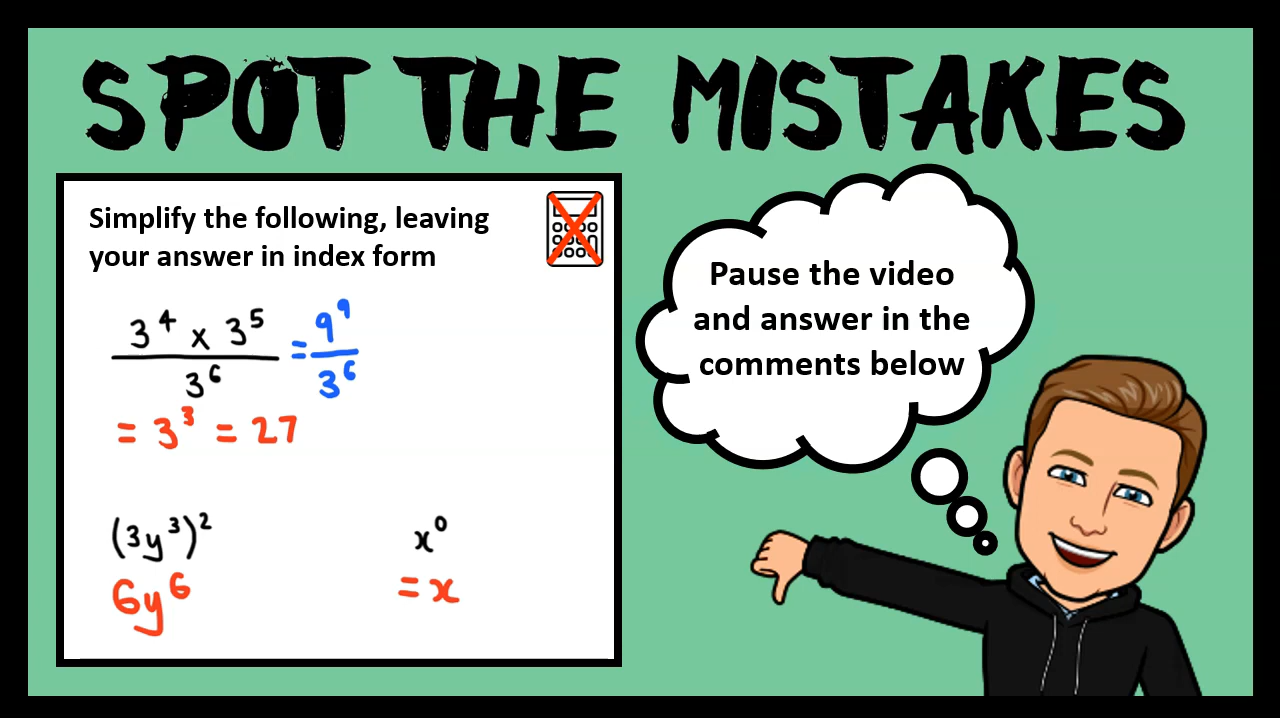 SPOT THE MISTAKES
Simplify the following, leaving
your answer in index form
3⁴ x 3⁵ / 3⁶ = 9⁹ / 3⁶
= 3³ = 27
(3y³)²
6y⁶
x⁰
= x
Pause the video
and answer in the
comments below